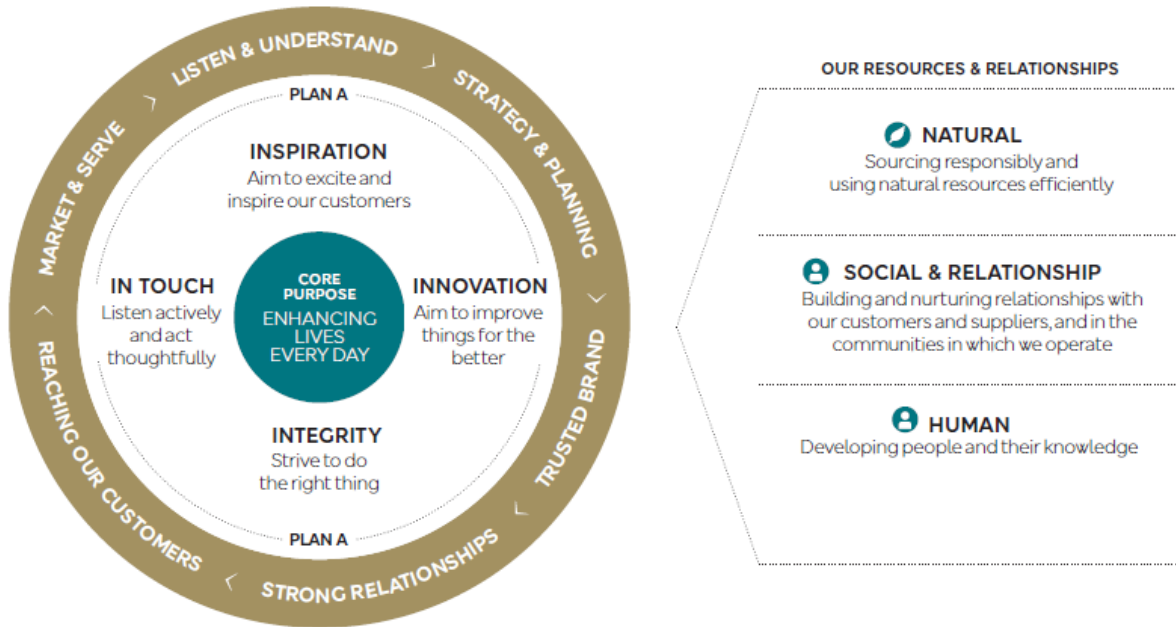 LISTEN & UNDERSTAND
STRATEGY & PLANNING
TRUSTED BRAND
STRONG RELATIONSHIPS
REACHING OUR CUSTOMERS
MARKET & SERVE
PLAN A
INSPIRATION
Aim to excite and
inspire our customers
IN TOUCH
Listen actively
and act
thoughtfully
CORE
PURPOSE
ENHANCING
LIVES
EVERY DAY
INNOVATION
Aim to improve
things for the
better
INTEGRITY
Strive to do
the right thing
PLAN A
OUR RESOURCES & RELATIONSHIPS
NATURAL
Sourcing responsibly and
using natural resources efficiently
SOCIAL & RELATIONSHIP
Building and nurturing relationships with
our customers and suppliers, and in the
communities in which we operate
HUMAN
Developing people and their knowledge